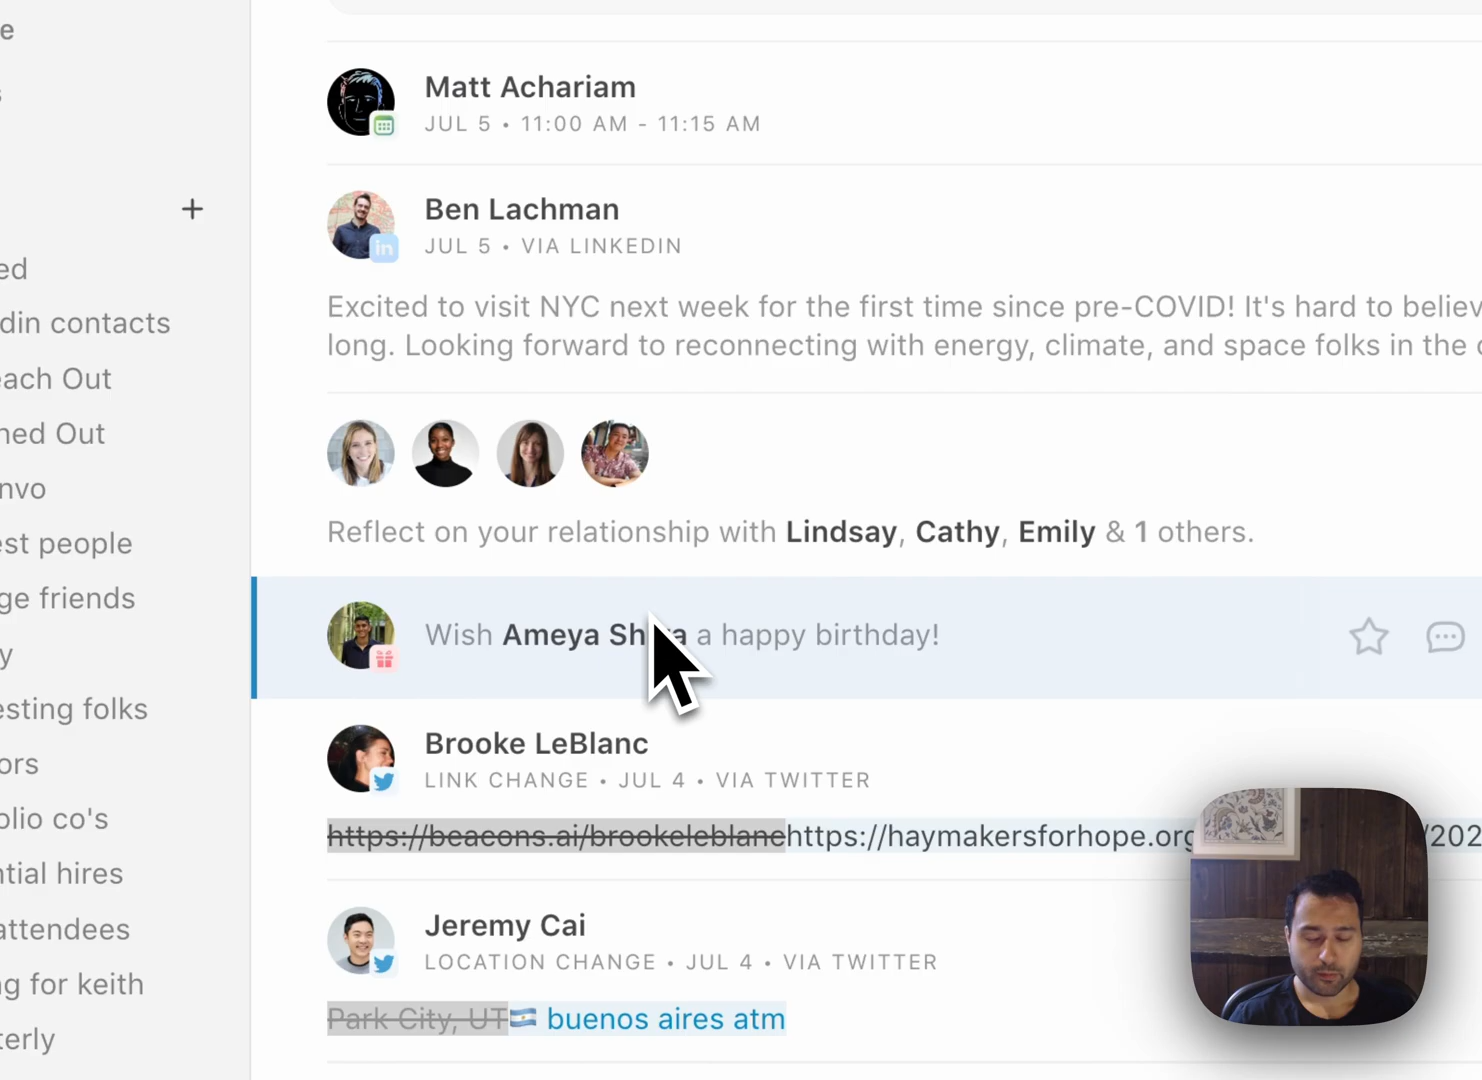 e
s
ed
din contacts
each Out
ned Out
nvo
est people
ge friends
y
esting folks
ors
olio co's
ntial hires
attendees
ng for keith
terly
Matt Achariam
JUL 5 • 11:00 AM - 11:15 AM
Ben Lachman
in
JUL 5 • VIA LINKEDIN
Excited to visit NYC next week for the first time since pre-COVID! It's hard to believ
long. Looking forward to reconnecting with energy, climate, and space folks in the c
Reflect on your relationship with Lindsay, Cathy, Emily & 1 others.
Wish Ameya a happy birthday!
Brooke LeBlanc
LINK CHANGE • JUL 4 • VIA TWITTER
https://beacons.ai/brookeleblanchttps://haymakersforhope.org /202
Jeremy Cai
LOCATION CHANGE • JUL 4 • VIA TWITTER
Park City, UT🇦🇷 buenos aires atm